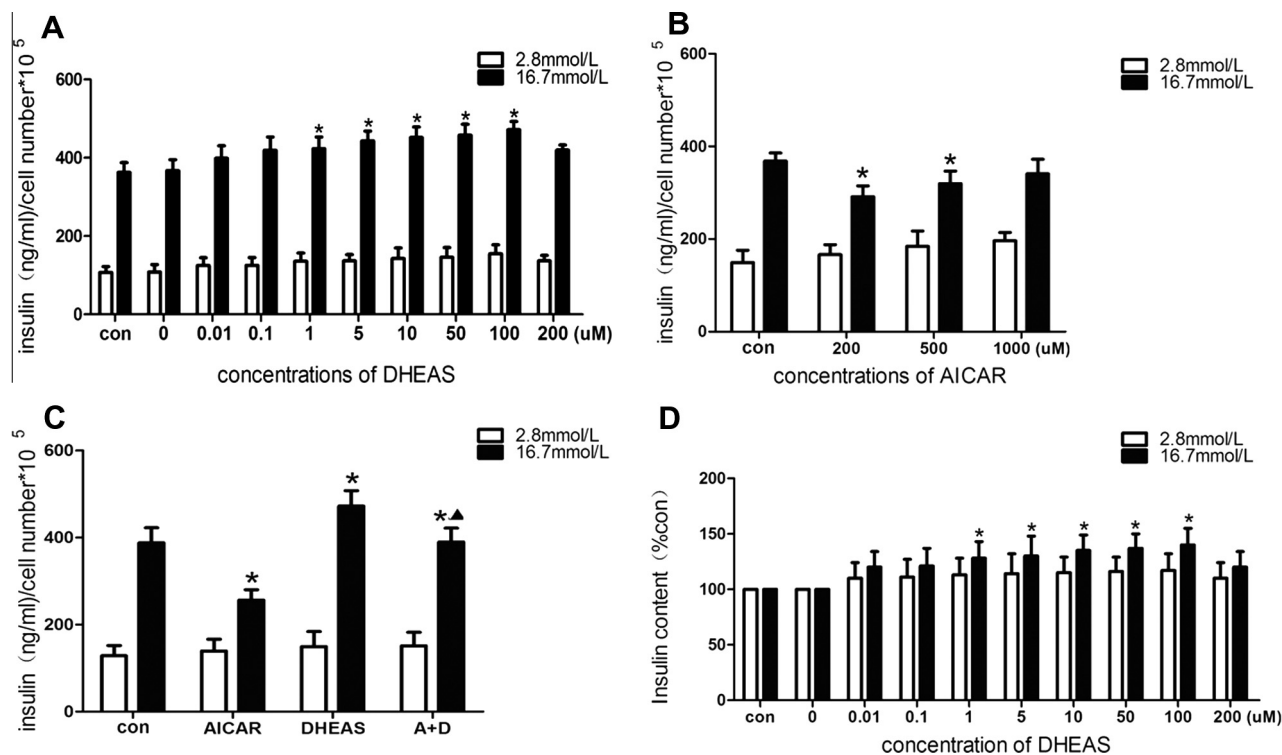 A
insulin（ng/ml)/cell number*10 5
2.8mmol/L
16.7mmol/L
600
400
200
0
* * * * *
con 0 0.01 0.1 1 5 10 50 100 200 (uM)
concentrations of DHEAS
B
insulin（ng/ml)/cell number*10 5
2.8mmol/L
16.7mmol/L
600
400
200
0
* *
con 200 500 1000 (uM)
concentrations of AICAR
C
insulin（ng/ml)/cell number*10 5
2.8mmol/L
16.7mmol/L
600
400
200
0
* * *▲
con AICAR DHEAS A+D
D
Insulin content（%con）
2.8mmol/L
16.7mmol/L
200
150
100
50
0
* * * * *
con 0 0.01 0.1 1 5 10 50 100 200 (uM)
concentration of DHEAS